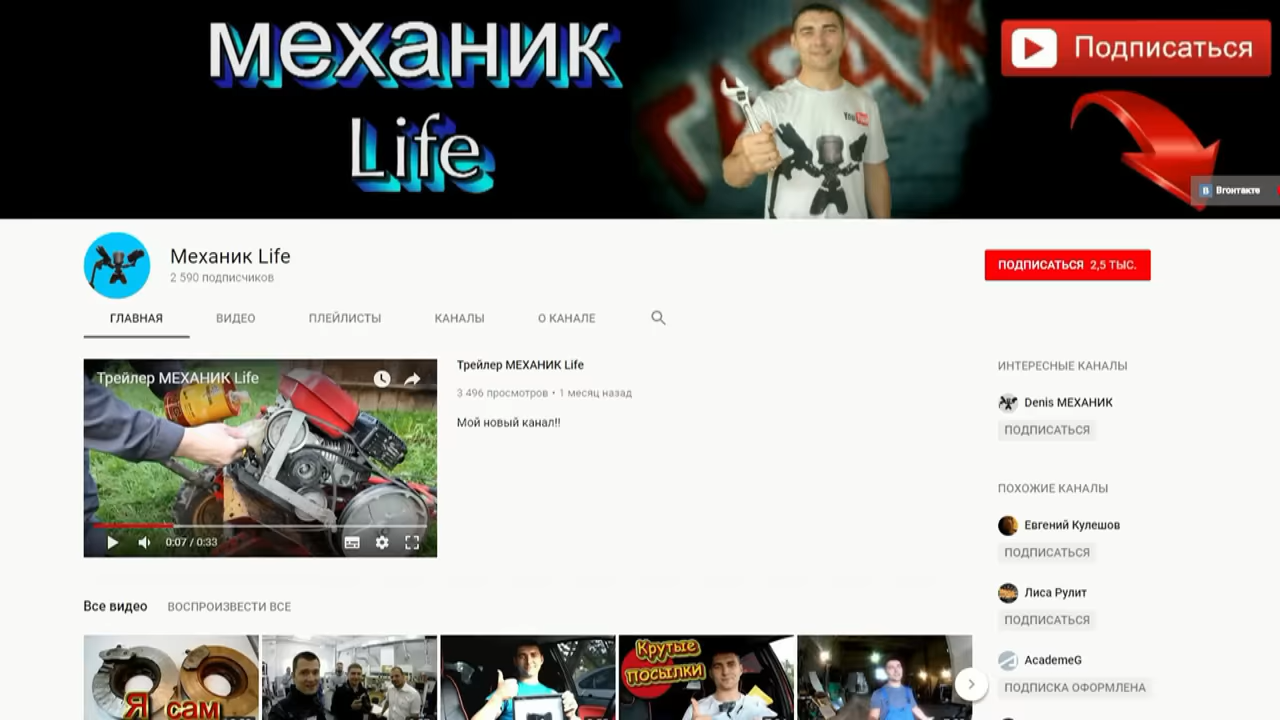 механик
Life
ГАРАЖ
YouTube
Подписаться
Вконтакте
Механик Life
2 590 подписчиков
ПОДПИСАТЬСЯ 2,5 ТЫС.
ГЛАВНАЯ ВИДЕО ПЛЕЙЛИСТЫ КАНАЛЫ О КАНАЛЕ
Трейлер МЕХАНИК Life
0:07 / 0:33
Трейлер МЕХАНИК Life
3 496 просмотров • 1 месяц назад
Мой новый канал!!
ИНТЕРЕСНЫЕ КАНАЛЫ
Denis МЕХАНИК
ПОДПИСАТЬСЯ
ПОХОЖИЕ КАНАЛЫ
Евгений Кулешов
ПОДПИСАТЬСЯ
Лиса Рулит
ПОДПИСАТЬСЯ
AcademeG
ПОДПИСКА ОФОРМЛЕНА
Все видео ВОСПРОИЗВЕСТИ ВСЕ
Я сам
Крутые
посылки